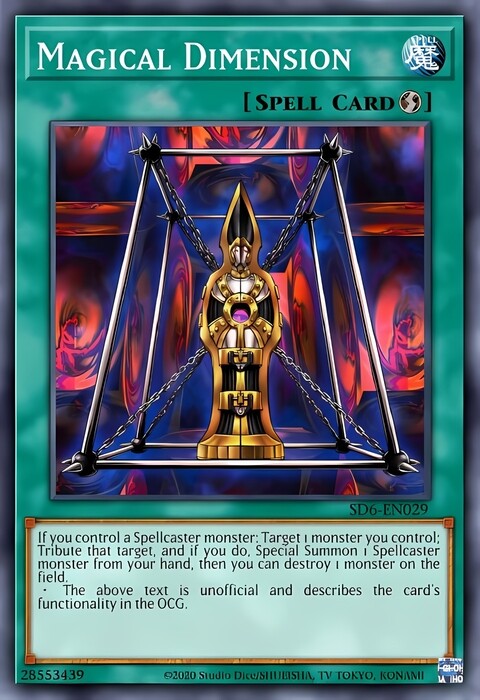 Magical Dimension
魔
[Spell Card]
SD6-EN029
If you control a Spellcaster monster: Target 1 monster you control;
Tribute that target, and if you do, Special Summon 1 Spellcaster
monster from your hand, then you can destroy 1 monster on the
field.
· The above text is unofficial and describes the card's
functionality in the OCG.
28553439
©2020 Studio Dice/SHUEISHA, TV TOKYO, KONAMI